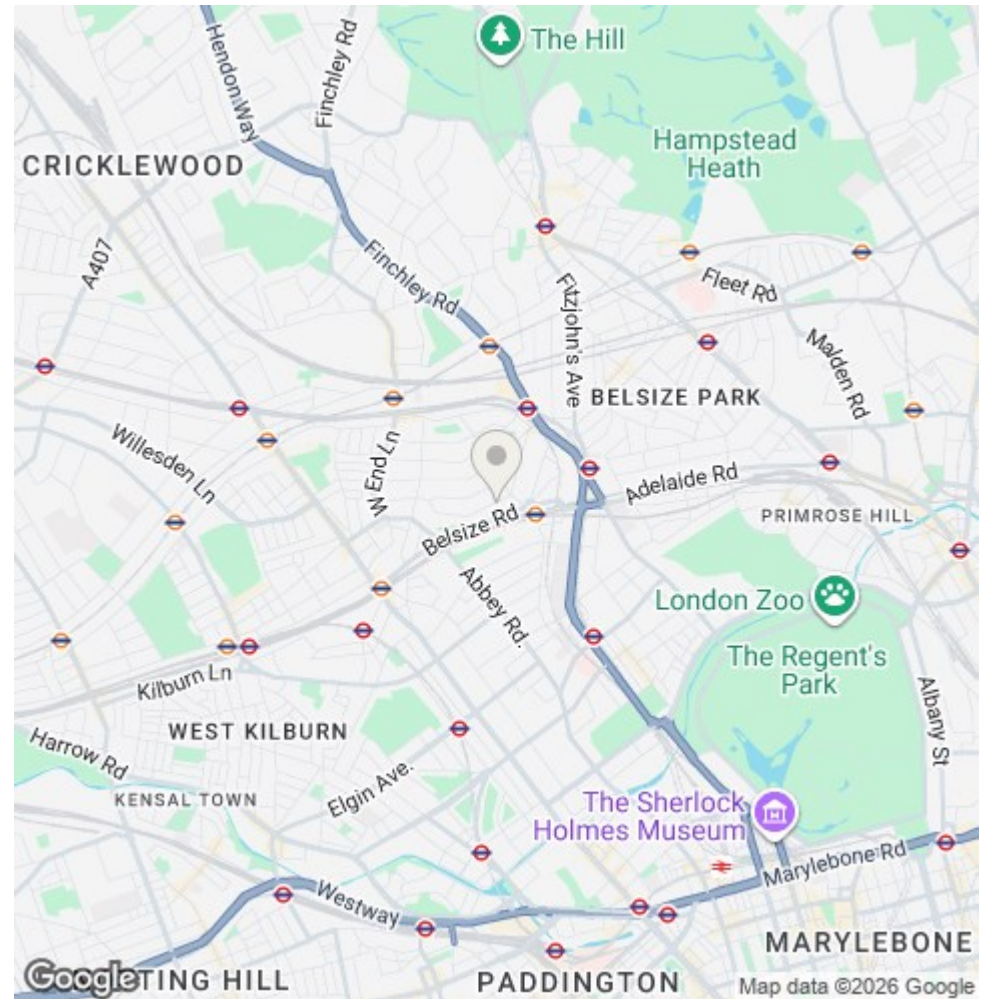 The Hill
Hendon Way
Finchley Rd
Hampstead
Heath
CRICKLEWOOD
A407
Finchley Rd
Fleet Rd
Fitzjohn's Ave
Malden Rd
BELSIZE PARK
Willesden Ln
W End Ln
Adelaide Rd
Belsize Rd
PRIMROSE HILL
Abbey Rd.
London Zoo
The Regent's
Park
Kilburn Ln
Albany St
WEST KILBURN
Harrow Rd
Elgin Ave.
KENSAL TOWN
The Sherlock
Holmes Museum
Marylebone Rd
Westway
MARYLEBONE
Google
TING HILL
PADDINGTON
Map data ©2026 Google